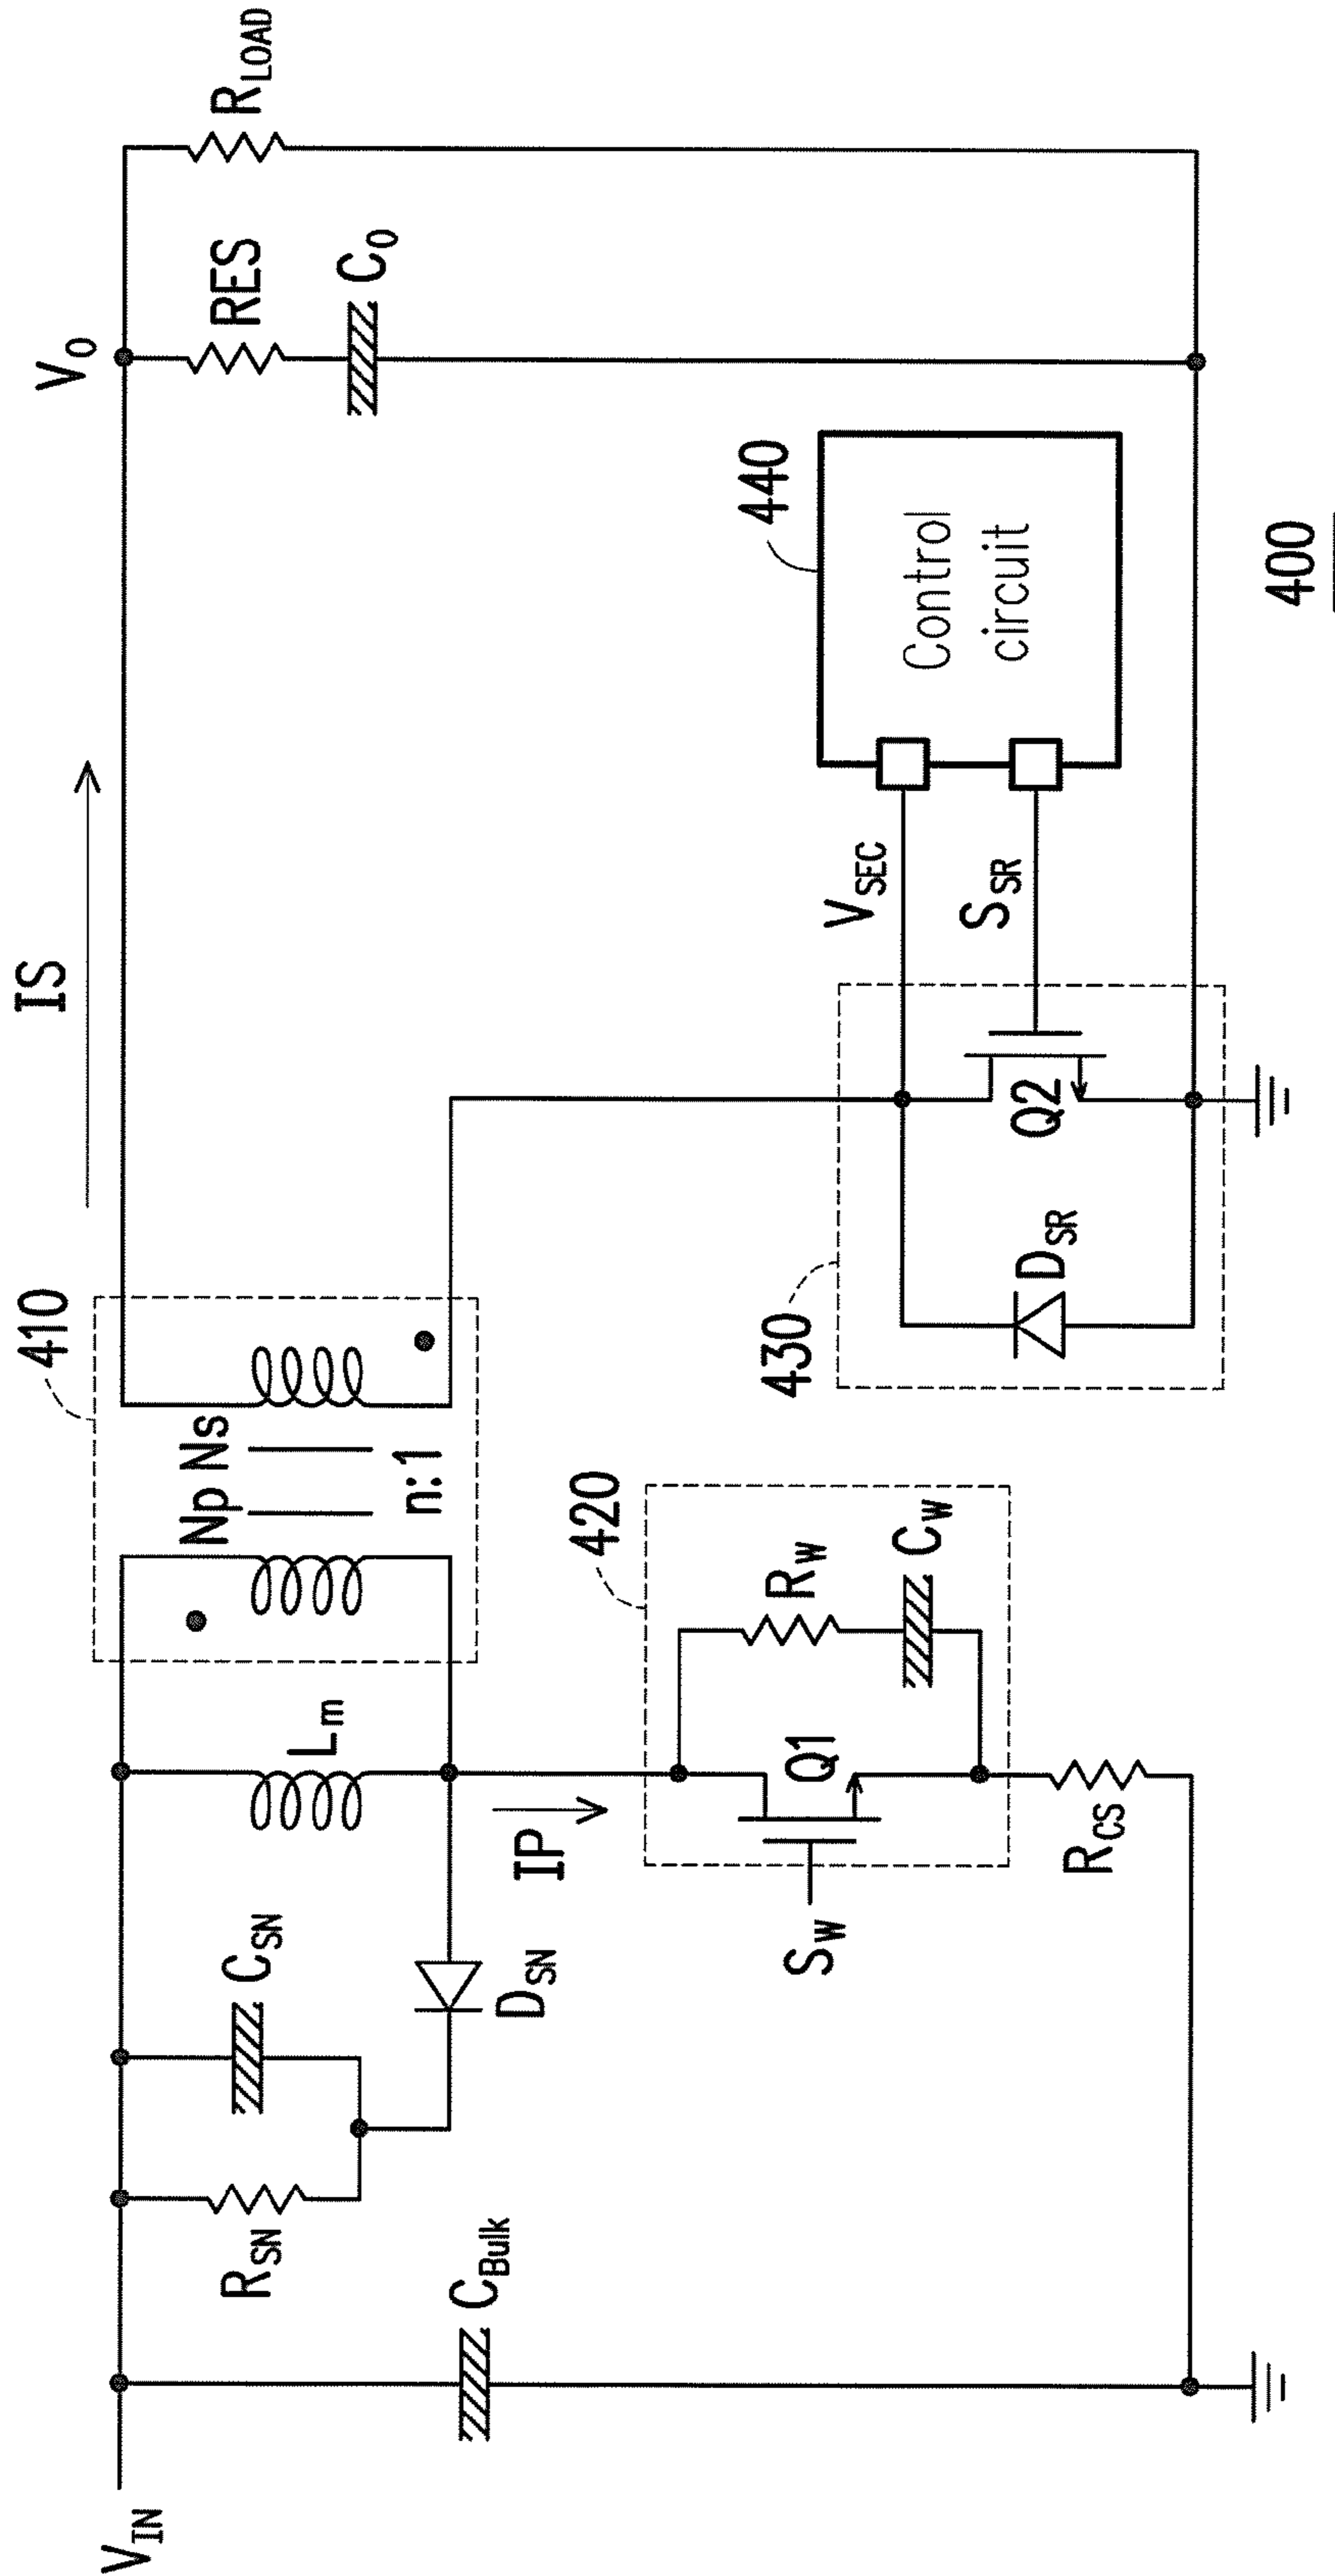 IS
V_O
410
Np Ns
n:1
L_m
C_SN
R_SN
D_SN
IP
RES
C_O
R_LOAD
V_IN
C_Bulk
420
S_W
Q1
R_W
C_W
R_CS
430
D_SR
Q2
V_SEC
S_SR
440
Control
circuit
400